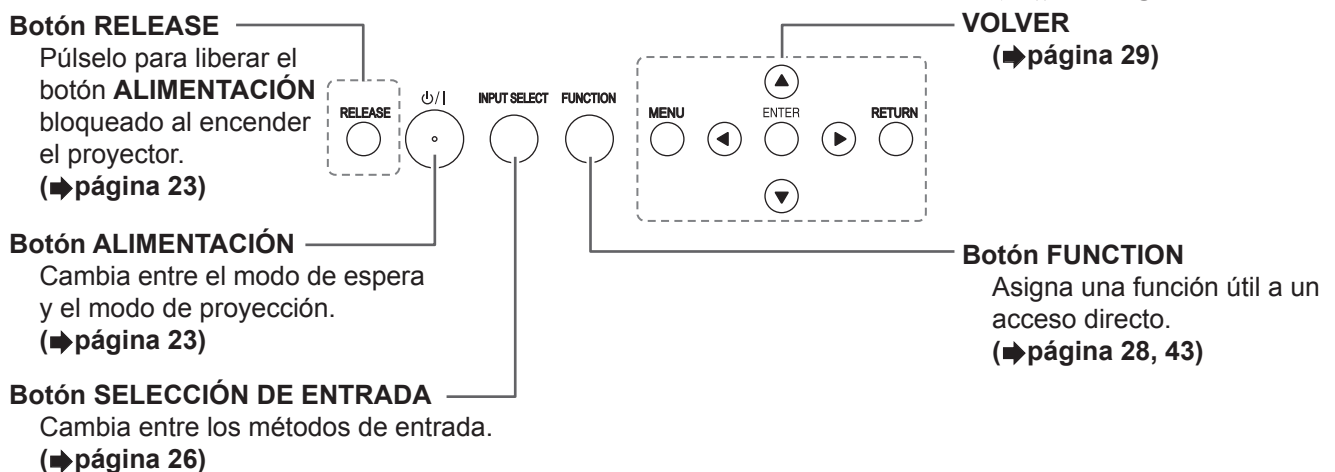 Botón RELEASE
Púlselo para liberar el
botón ALIMENTACIÓN
bloqueado al encender
el proyector.
(➡página 23)
Botón ALIMENTACIÓN
Cambia entre el modo de espera
y el modo de proyección.
(➡página 23)
Botón SELECCIÓN DE ENTRADA
Cambia entre los métodos de entrada.
(➡página 26)
RELEASE
⏻/|
INPUT SELECT
FUNCTION
MENU
ENTER
RETURN
VOLVER
(➡página 29)
Botón FUNCTION
Asigna una función útil a un
acceso directo.
(➡página 28, 43)